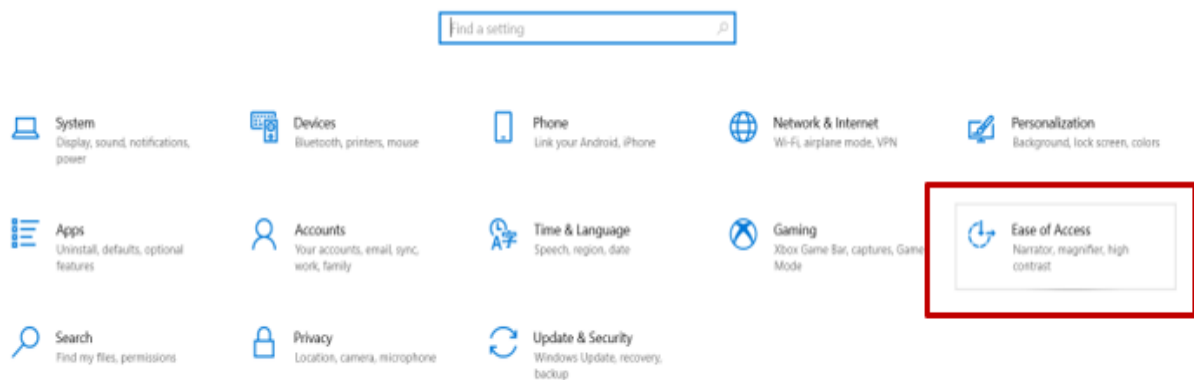 Find a setting
System
Display, sound, notifications,
power
Devices
Bluetooth, printers, mouse
Phone
Link your Android, iPhone
Network & Internet
Wi-Fi, airplane mode, VPN
Personalization
Background, lock screen, colors
Apps
Uninstall, defaults, optional
features
Accounts
Your accounts, email, sync,
work, family
Time & Language
Speech, region, date
Gaming
Xbox Game Bar, captures, Game
Mode
Ease of Access
Narrator, magnifier, high
contrast
Search
Find my files, permissions
Privacy
Location, camera, microphone
Update & Security
Windows Update, recovery,
backup